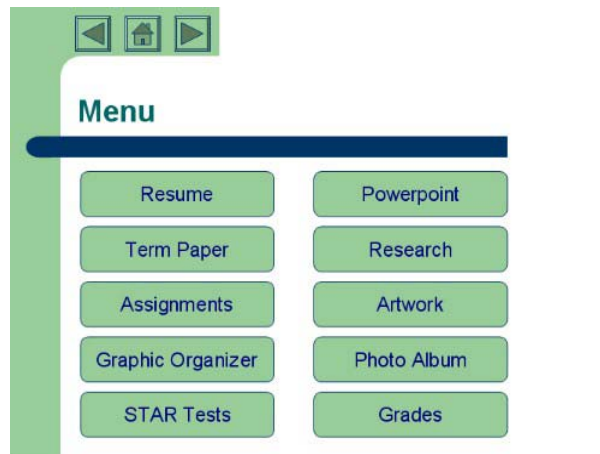 Menu
Resume
Powerpoint
Term Paper
Research
Assignments
Artwork
Graphic Organizer
Photo Album
STAR Tests
Grades